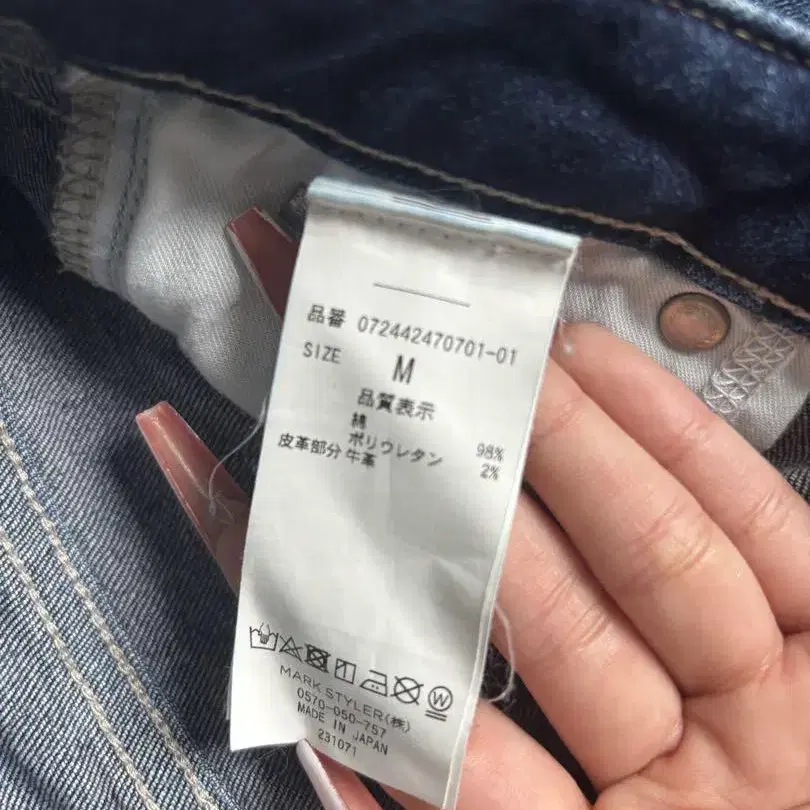 品番 072442470701-01
SIZE M
品質表示
綿 98%
ポリウレタン 2%
皮革部分 牛革
W
MARK STYLER(株)
0570-050-757
MADE IN JAPAN
231071